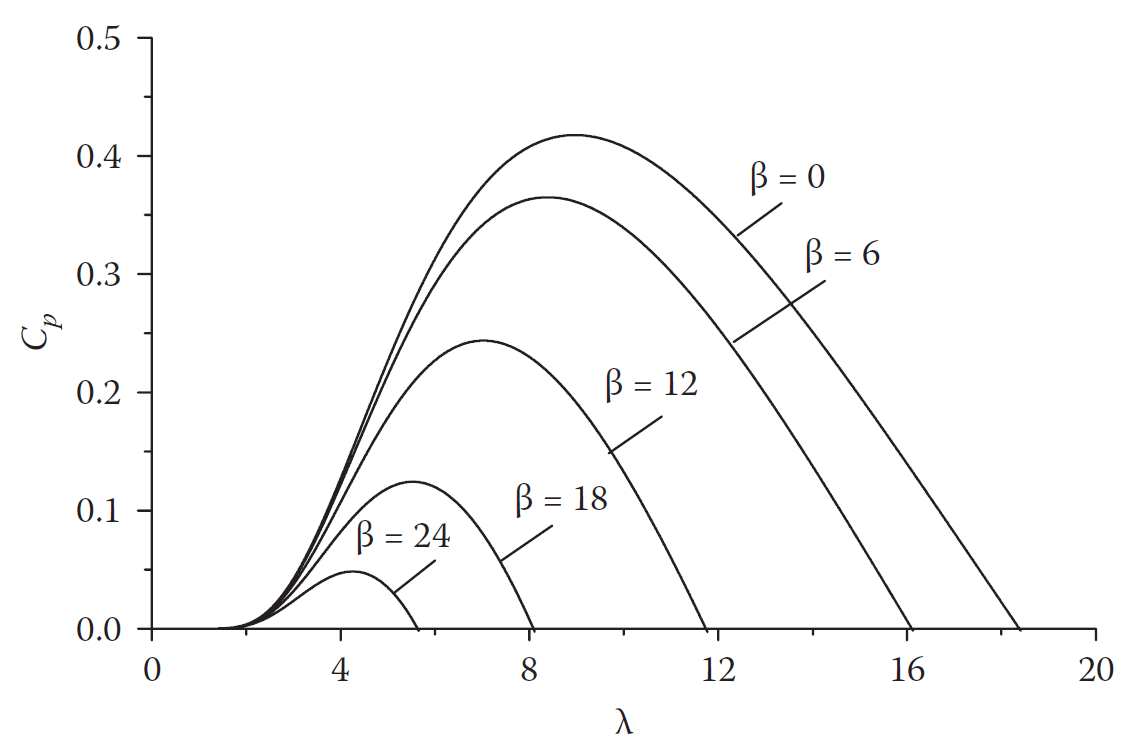 0.5
0.4
0.3
0.2
0.1
0.0
C_p
β = 0
β = 6
β = 12
β = 18
β = 24
0 4 8 12 16 20
λ